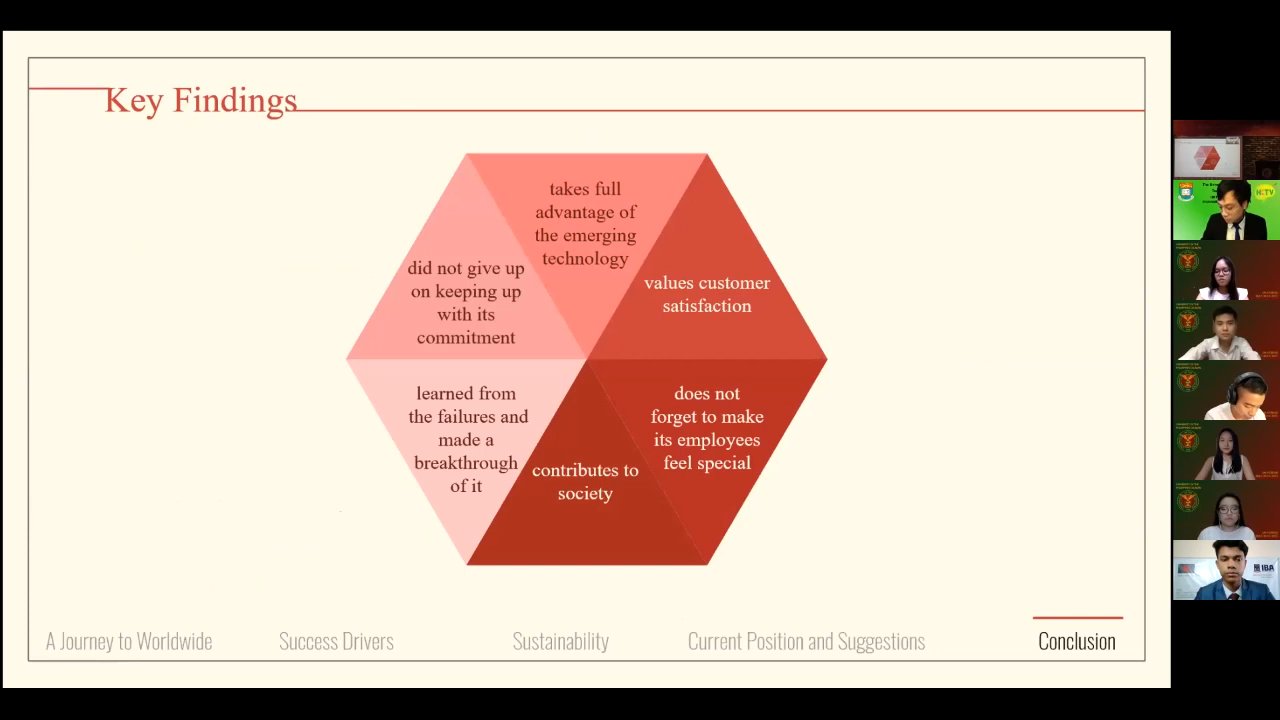 Key Findings
takes full
advantage of
the emerging
technology
values customer
satisfaction
does not
forget to make
its employees
feel special
contributes to
society
learned from
the failures and
made a
breakthrough
of it
did not give up
on keeping up
with its
commitment
A Journey to Worldwide
Success Drivers
Sustainability
Current Position and Suggestions
Conclusion
IBA